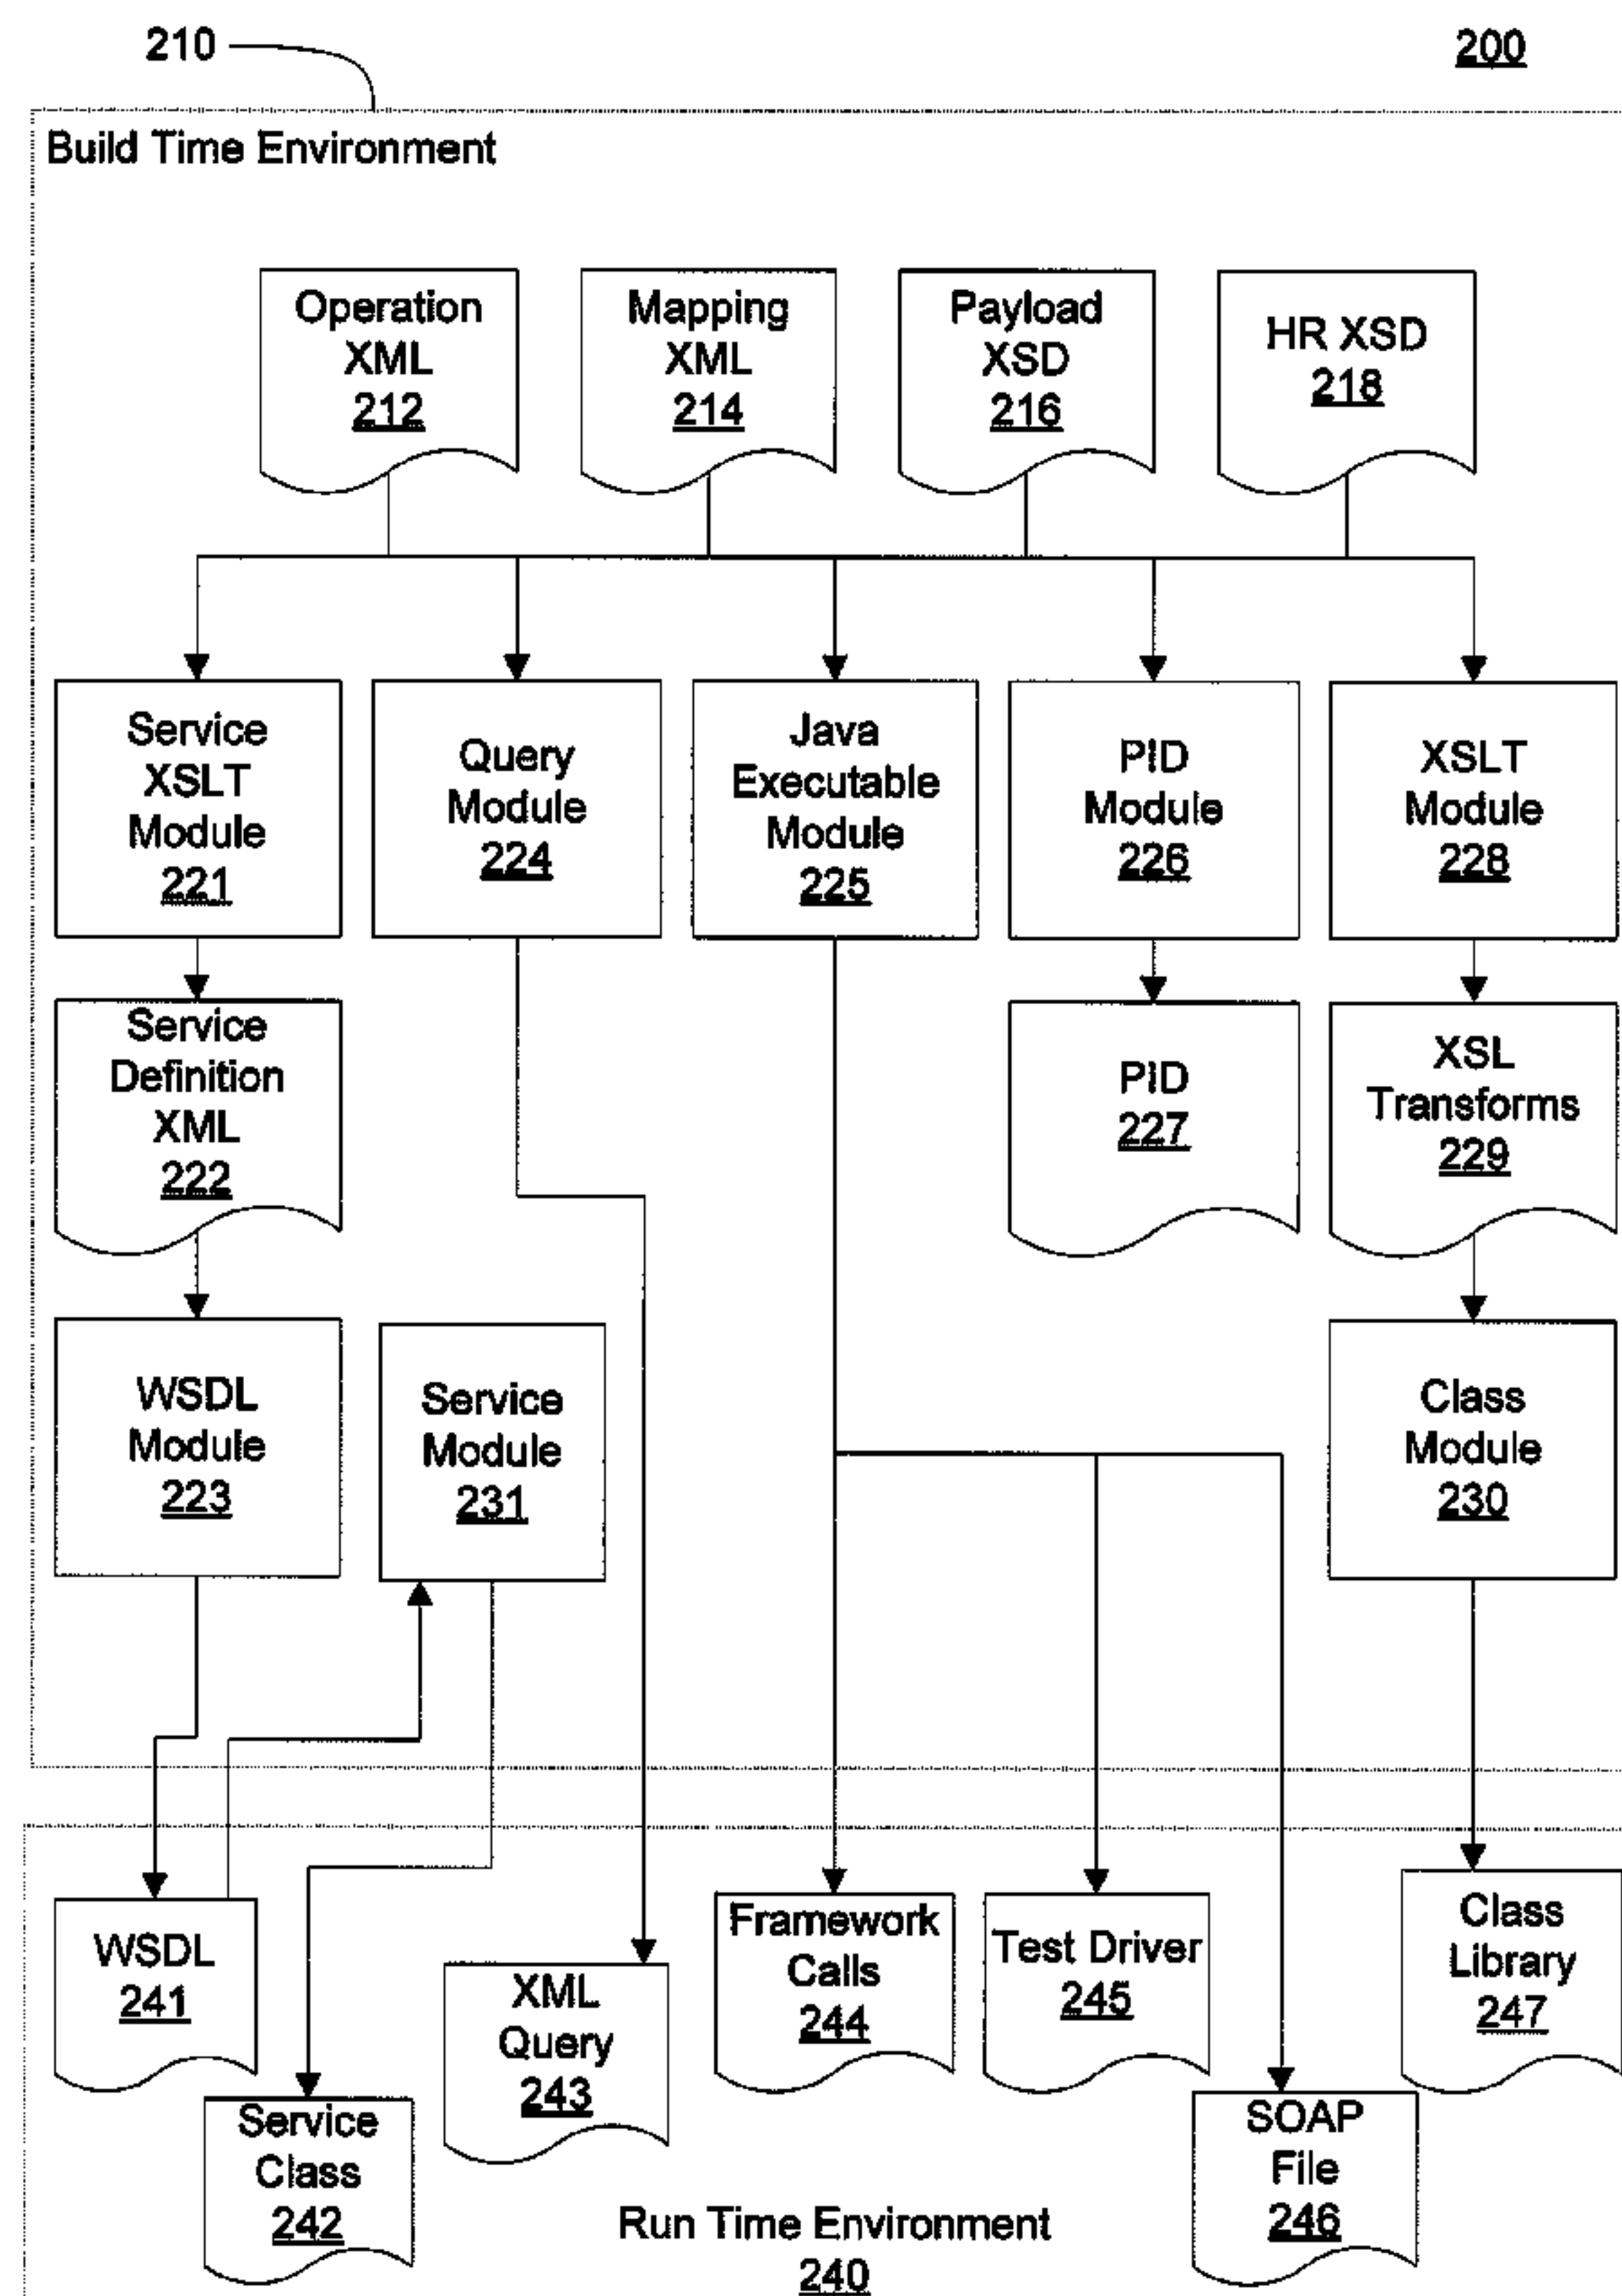 210
200
Build Time Environment
Operation
XML
212
Mapping
XML
214
Payload
XSD
216
HR XSD
218
Service
XSLT
Module
221
Query
Module
224
Java
Executable
Module
225
PID
Module
226
XSLT
Module
228
Service
Definition
XML
222
PID
227
XSL
Transforms
229
WSDL
Module
223
Service
Module
231
Class
Module
230
WSDL
241
Service
Class
242
XML
Query
243
Framework
Calls
244
Test Driver
245
SOAP
File
246
Class
Library
247
Run Time Environment
240